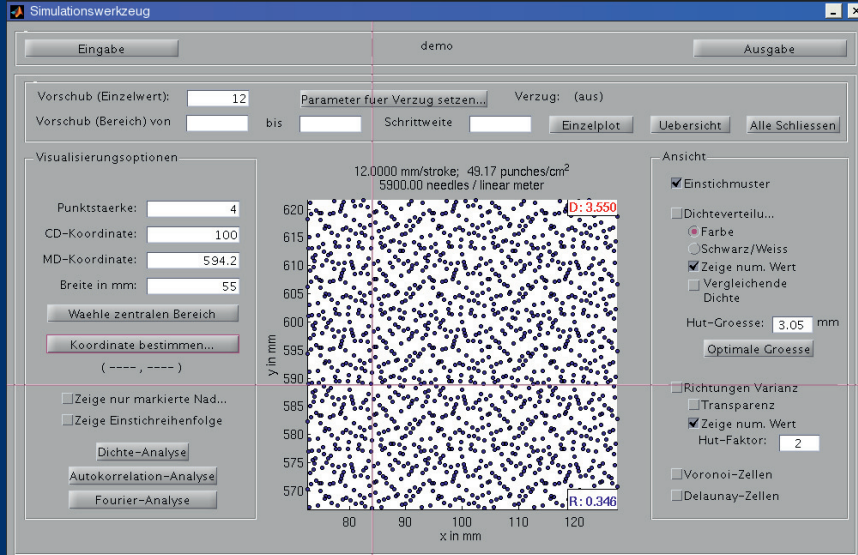 Simulationswerkzeug
Eingabe
demo
Ausgabe
Vorschub (Einzelwert): 12
Parameter fuer Verzug setzen...
Verzug: (aus)
Vorschub (Bereich) von
bis
Schrittweite
Einzelplot
Uebersicht
Alle Schliessen
Visualisierungsoptionen
Punktstaerke: 4
CD-Koordinate: 100
MD-Koordinate: 594.2
Breite in mm: 55
Waehle zentralen Bereich
Koordinate bestimmen...
( ---- , ---- )
Zeige nur markierte Nad...
Zeige Einstichreihenfolge
Dichte-Analyse
Autokorrelation-Analyse
Fourier-Analyse
12.0000 mm/stroke; 49.17 punches/cm2
5900.00 needles / linear meter
D: 3.550
620
615
610
605
600
595
590
585
580
575
570
y in mm
R: 0.346
80 90 100 110 120
x in mm
Ansicht
Einstichmuster
Dichteverteilu...
Farbe
Schwarz/Weiss
Zeige num. Wert
Vergleichende
Dichte
Hut-Groesse: 3.05 mm
Optimale Groesse
Richtungen Varianz
Transparenz
Zeige num. Wert
Hut-Faktor: 2
Voronoi-Zellen
Delaunay-Zellen